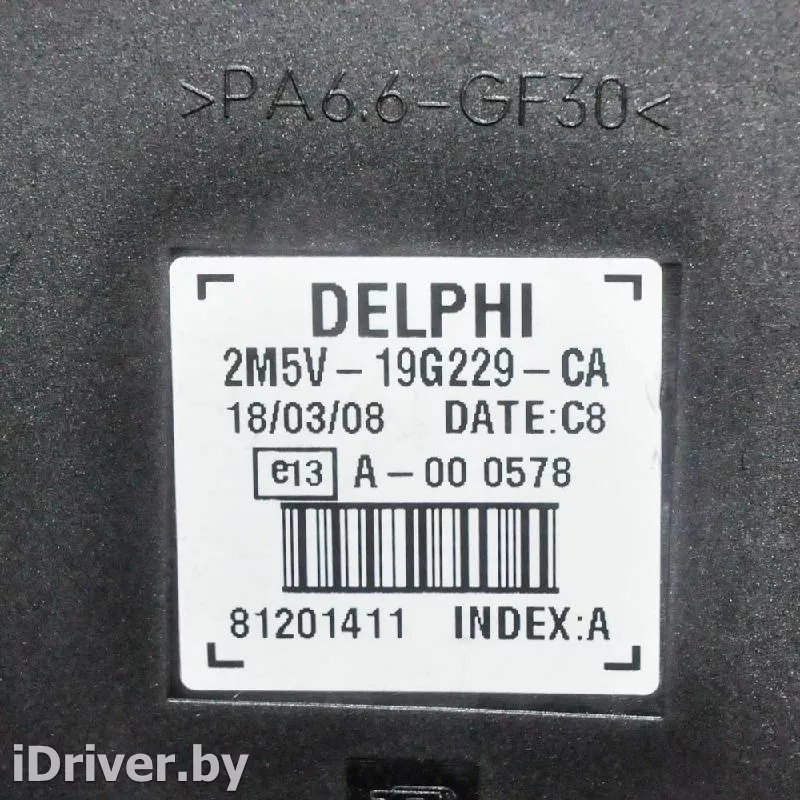 >PA6.6-GF30<
DELPHI
2M5V-19G229-CA
18/03/08 DATE:C8
e13 A-00 0578
81201411 INDEX:A
iDriver.by